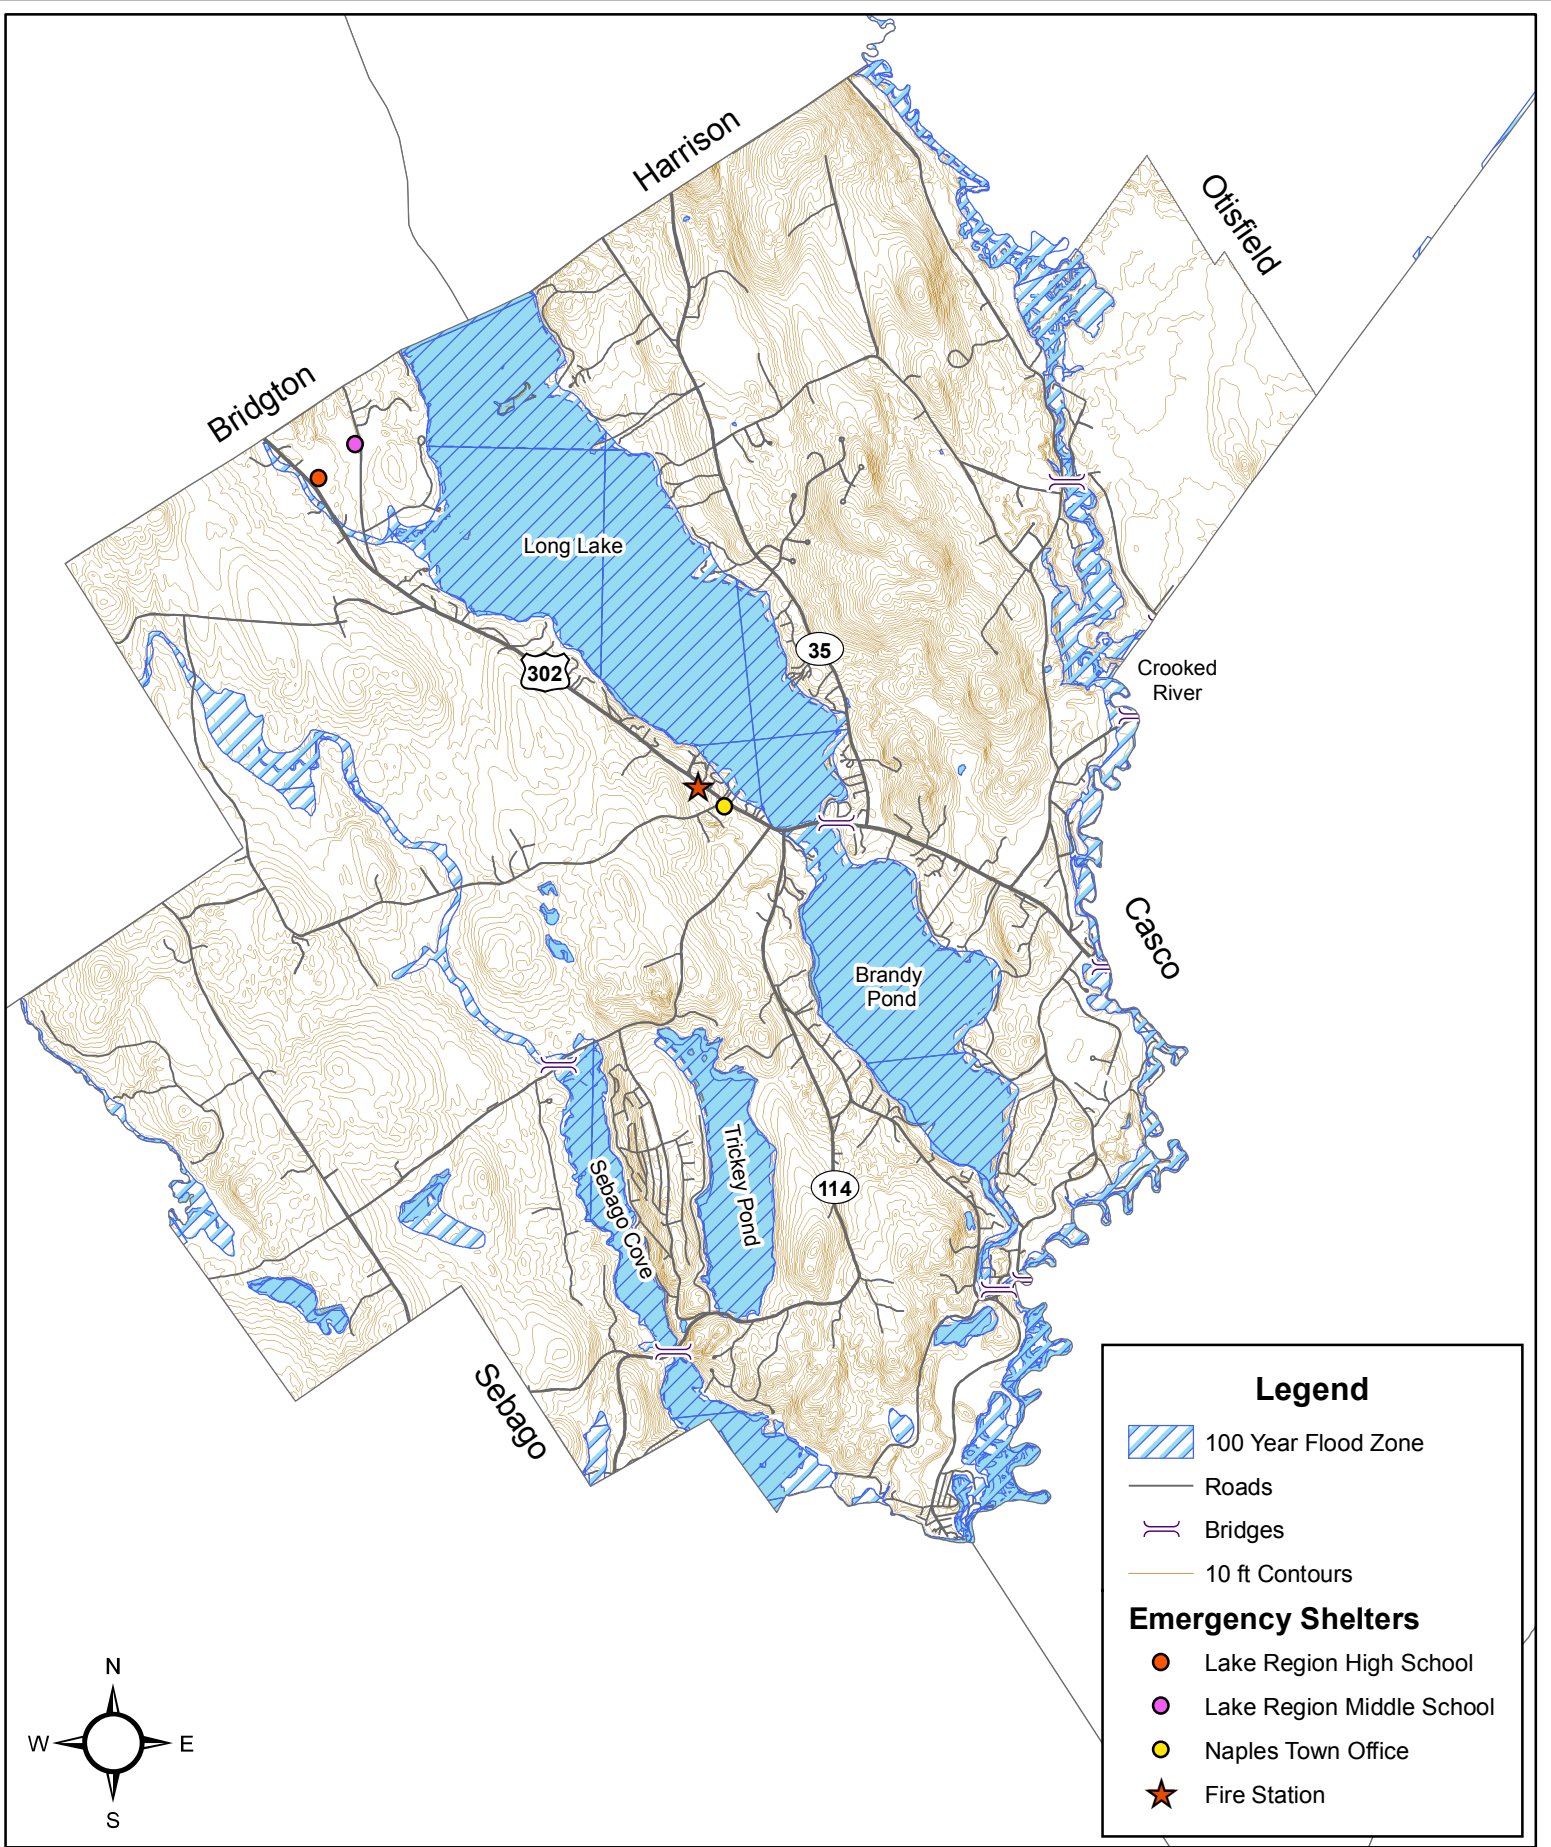 Harrison
Otisfield
Bridgton
Long Lake
35
302
Crooked
River
Casco
Brandy
Pond
Trickey Pond
Sebago Cove
114
Sebago
Legend
100 Year Flood Zone
Roads
Bridges
10 ft Contours
Emergency Shelters
Lake Region High School
Lake Region Middle School
Naples Town Office
Fire Station
N
W
E
S